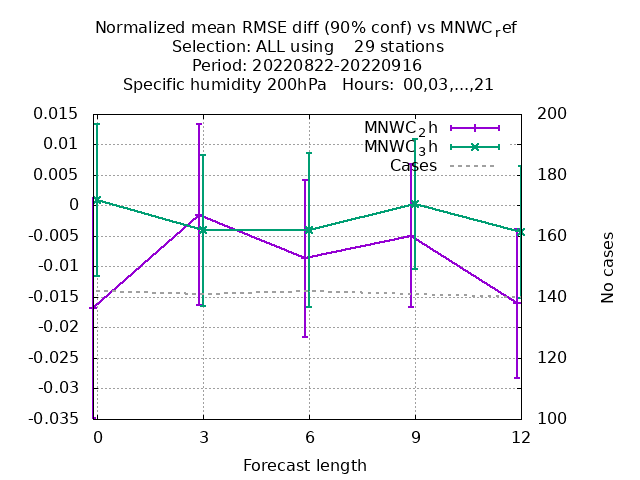 Normalized mean RMSE diff (90% conf) vs MNWCref
Selection: ALL using    29 stations
Period: 20220822-20220916
Specific humidity 200hPa   Hours: 00,03,...,21
MNWC2h
MNWC3h
Cases
0.015
0.01
0.005
0
-0.005
-0.01
-0.015
-0.02
-0.025
-0.03
-0.035
200
180
160
140
120
100
No cases
0 3 6 9 12
Forecast length